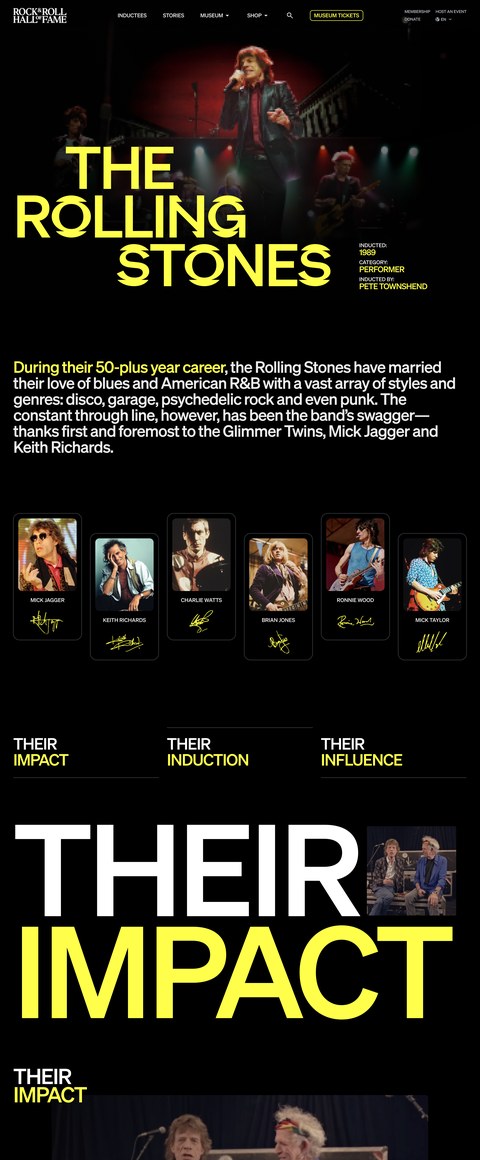 ROCK & ROLL
HALL OF FAME
INDUCTEES
STORIES
MUSEUM
SHOP
MUSEUM TICKETS
MEMBERSHIP
HOST AN EVENT
DONATE
EN
THE
ROLLING
STONES
INDUCTED:
1989
CATEGORY:
PERFORMER
INDUCTED BY:
PETE TOWNSHEND
During their 50-plus year career, the Rolling Stones have married
their love of blues and American R&B with a vast array of styles and
genres: disco, garage, psychedelic rock and even punk. The
constant through line, however, has been the band's swagger—
thanks first and foremost to the Glimmer Twins, Mick Jagger and
Keith Richards.
MICK JAGGER
KEITH RICHARDS
CHARLIE WATTS
BRIAN JONES
RONNIE WOOD
MICK TAYLOR
THEIR
IMPACT
THEIR
INDUCTION
THEIR
INFLUENCE
THEIR
IMPACT
THEIR
IMPACT